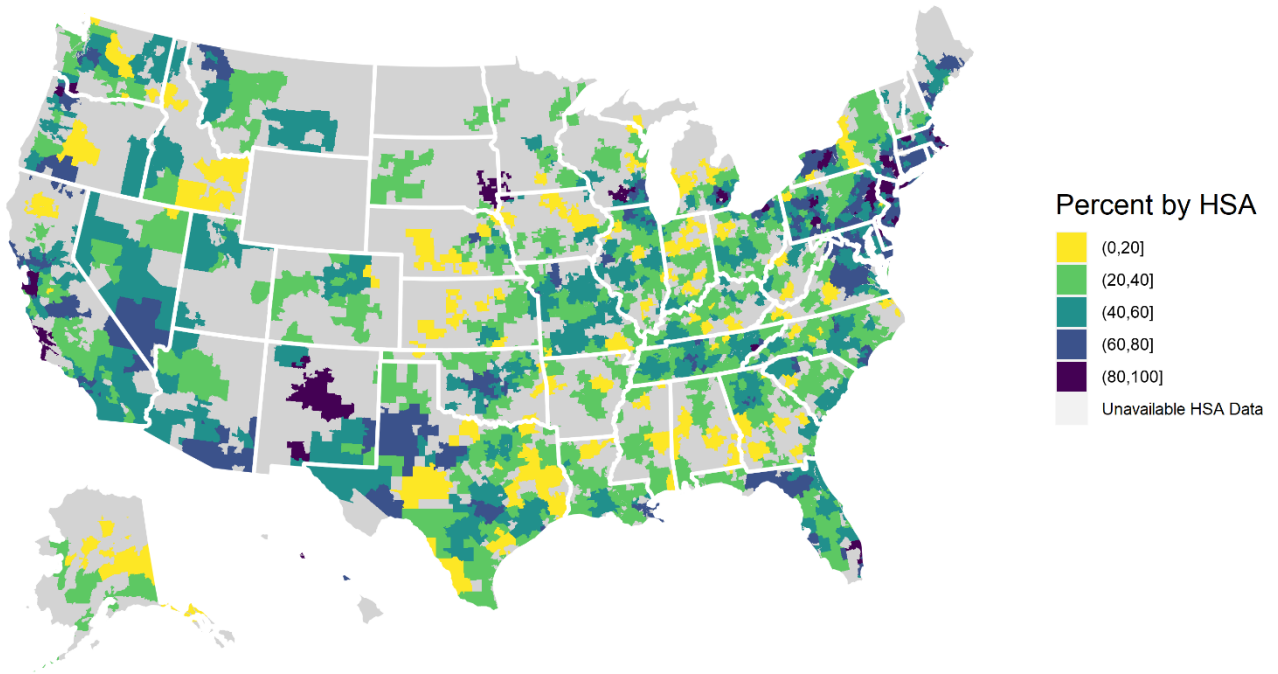 Percent by HSA
(0,20]
(20,40]
(40,60]
(60,80]
(80,100]
Unavailable HSA Data